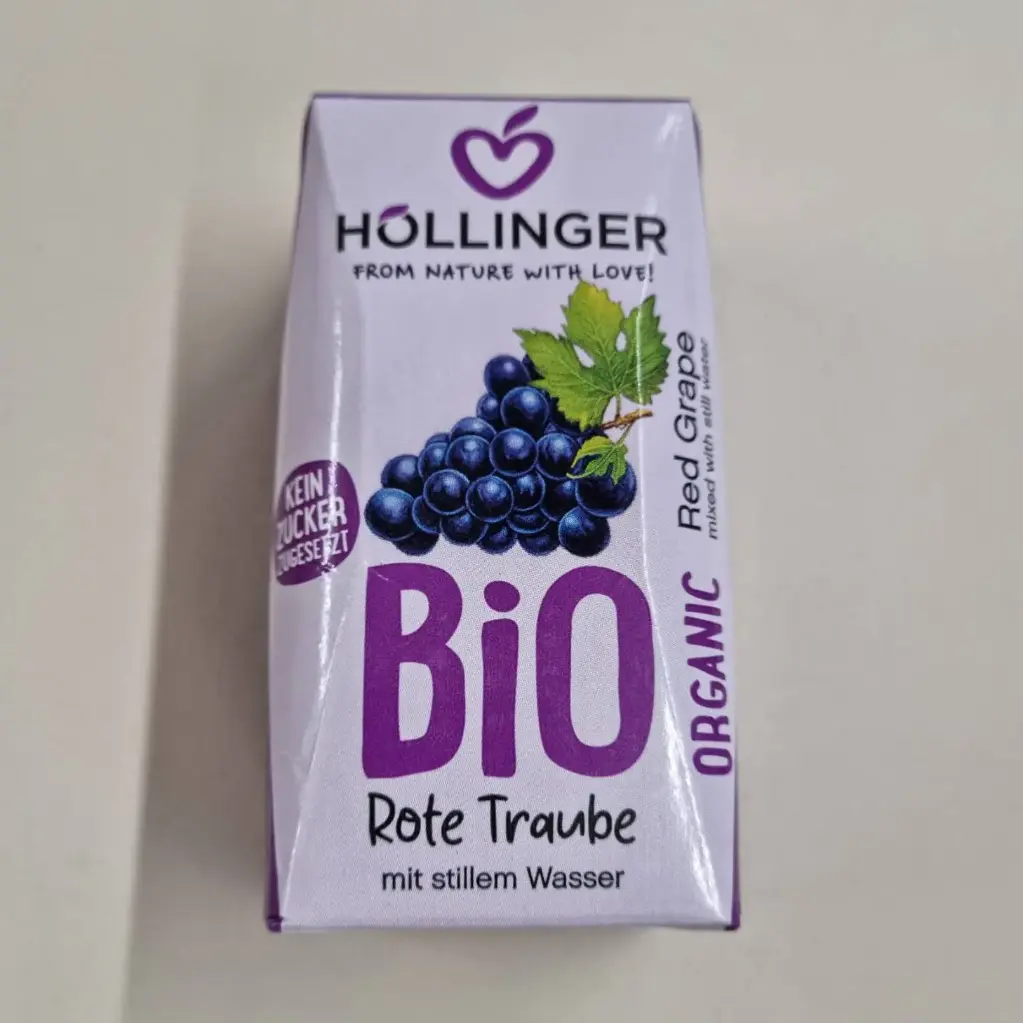 HÖLLINGER
FROM NATURE WITH LOVE!
KEIN
ZUCKER
ZUGESETZT
BiO
Rote Traube
mit stillem Wasser
ORGANIC
Red Grape
mixed with still water